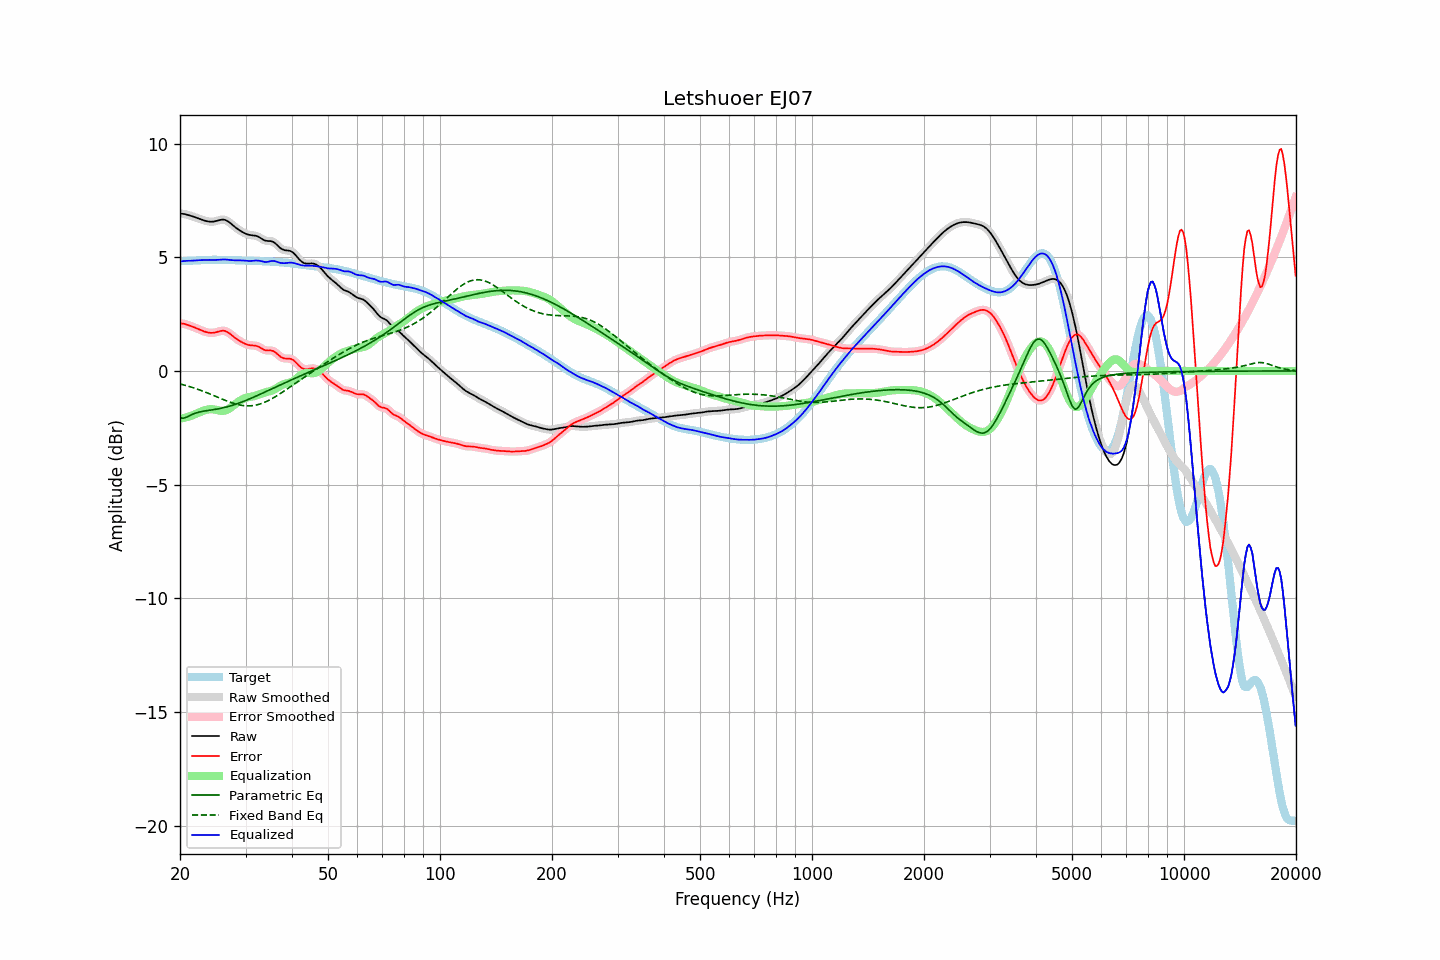 Letshuoer EJ07
Amplitude (dBr)
10
5
0
−5
−10
−15
−20
Target
Raw Smoothed
Error Smoothed
Raw
Error
Equalization
Parametric Eq
Fixed Band Eq
Equalized
20 50 100 200 500 1000 2000 5000 10000 20000
Frequency (Hz)